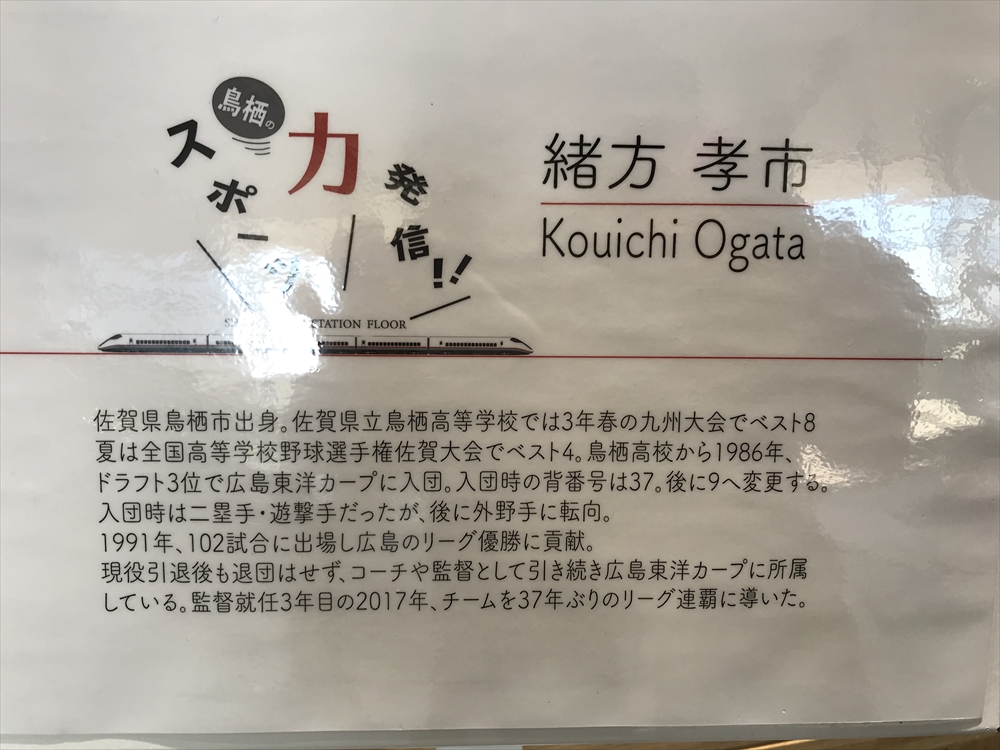 鳥栖の
スポー
力
発信!!
緒方 孝市
Kouichi Ogata
STATION FLOOR
佐賀県鳥栖市出身。佐賀県立鳥栖高等学校では3年春の九州大会でベスト8
夏は全国高等学校野球選手権佐賀大会でベスト4。鳥栖高校から1986年、
ドラフト3位で広島東洋カープに入団。入団時の背番号は37。後に9へ変更する。
入団時は二塁手・遊撃手だったが、後に外野手に転向。
1991年、102試合に出場し広島のリーグ優勝に貢献。
現役引退後も退団はせず、コーチや監督として引き続き広島東洋カープに所属
している。監督就任3年目の2017年、チームを37年ぶりのリーグ連覇に導いた。